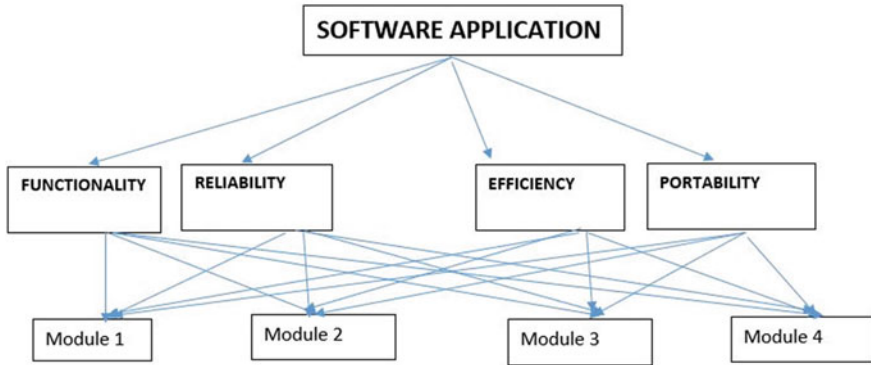 SOFTWARE APPLICATION
FUNCTIONALITY
RELIABILITY
EFFICIENCY
PORTABILITY
Module 1
Module 2
Module 3
Module 4